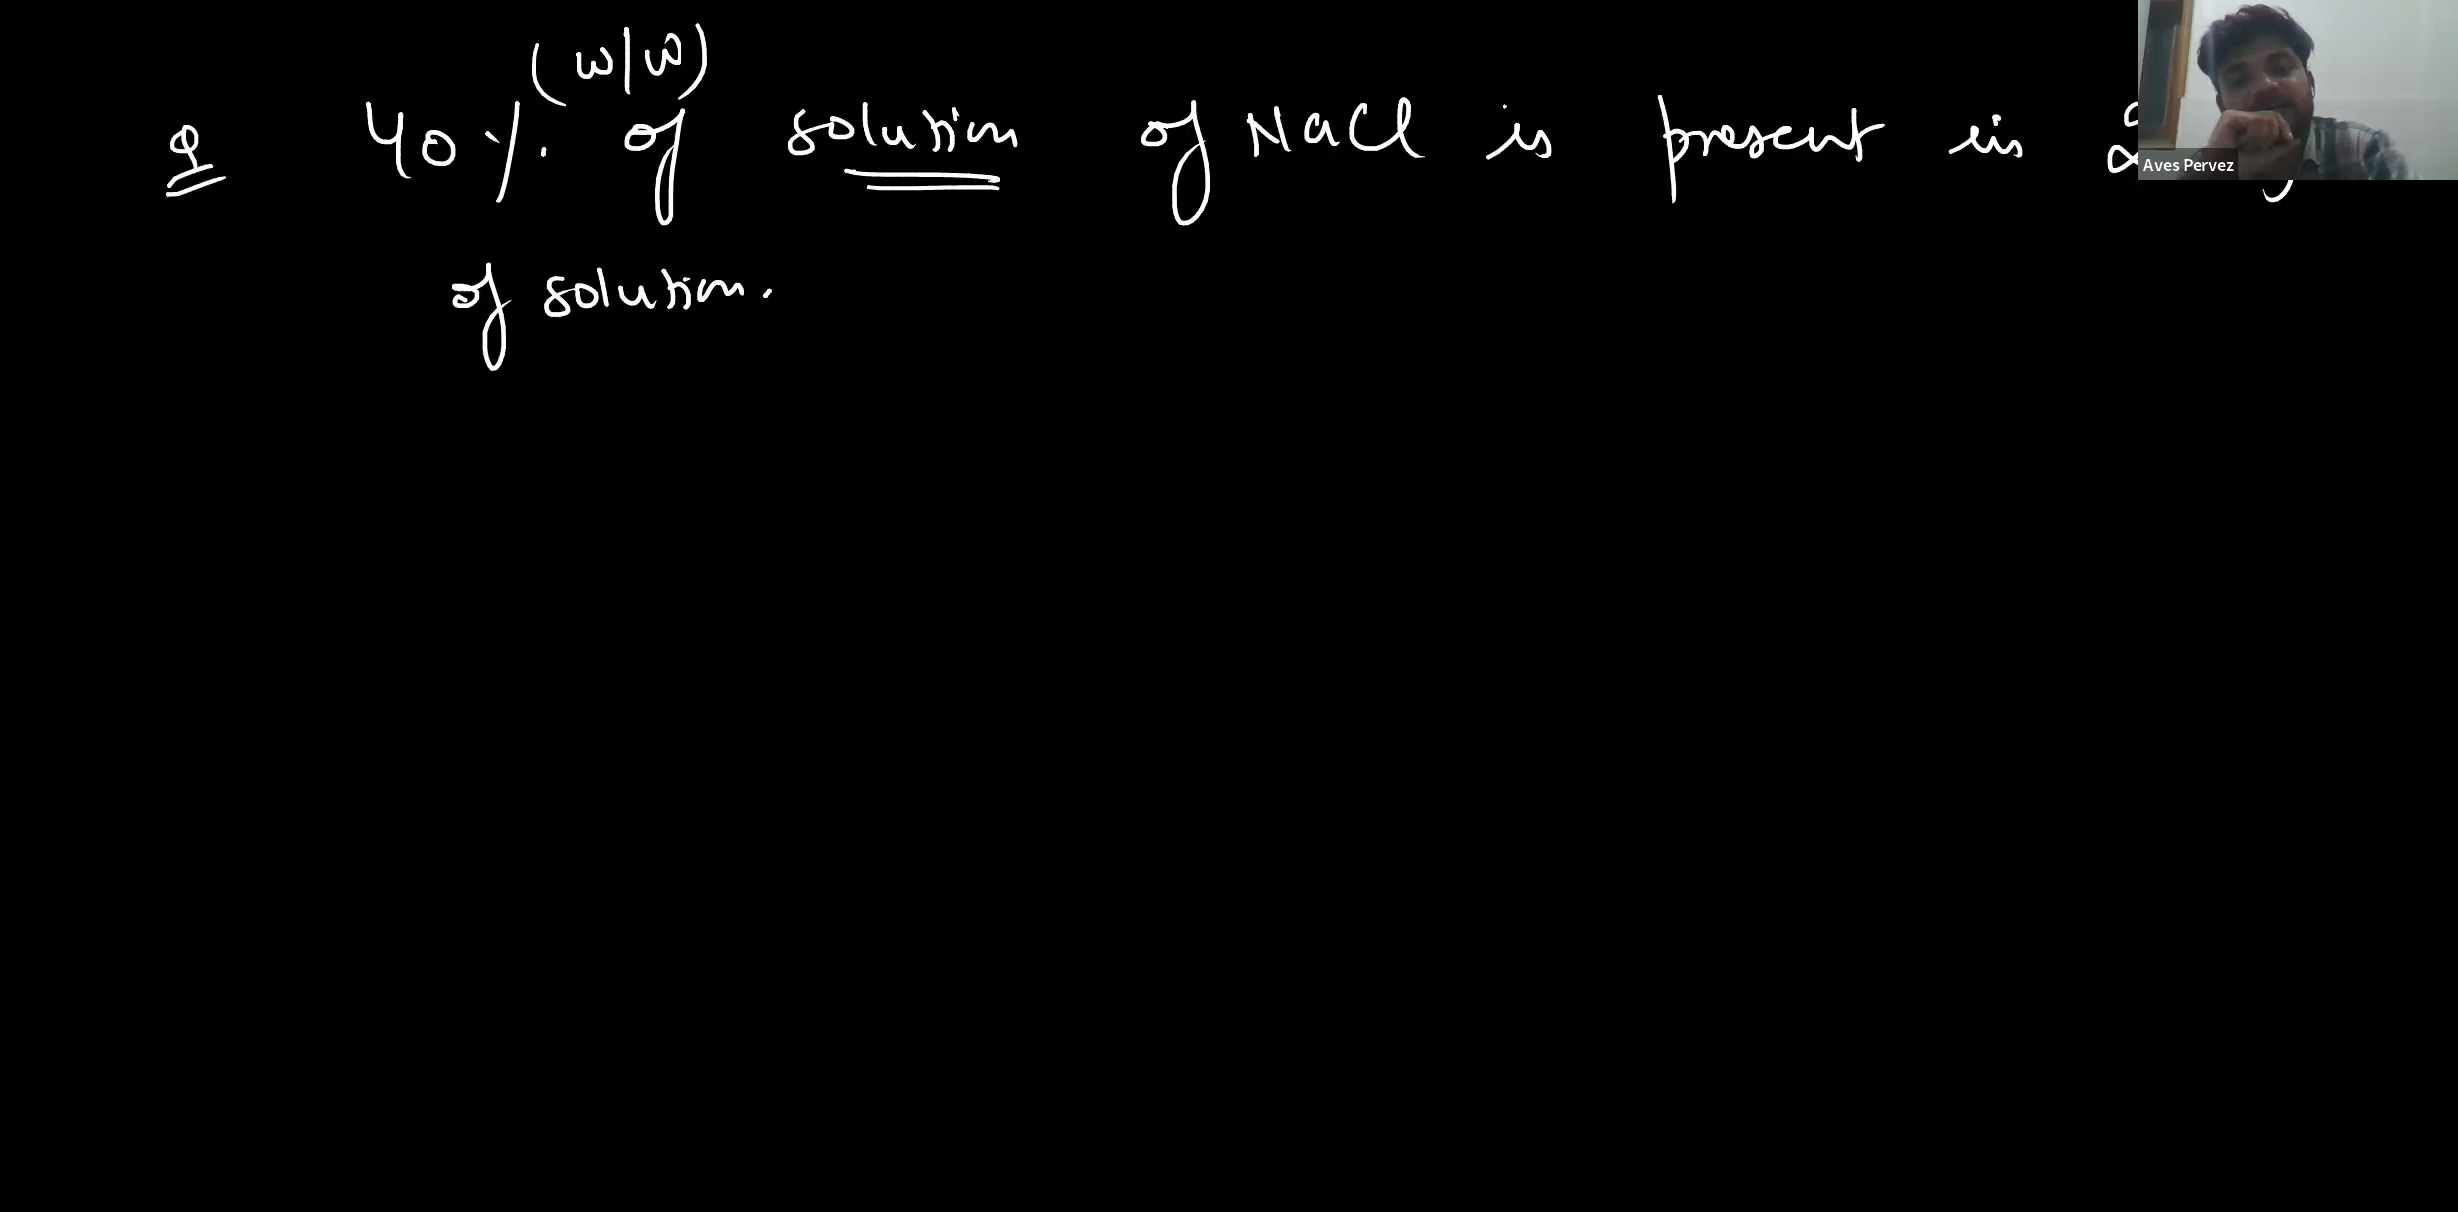 (w/w)
Q 40 %. of solution of NaCl is present in
Aves Pervez
of solution.